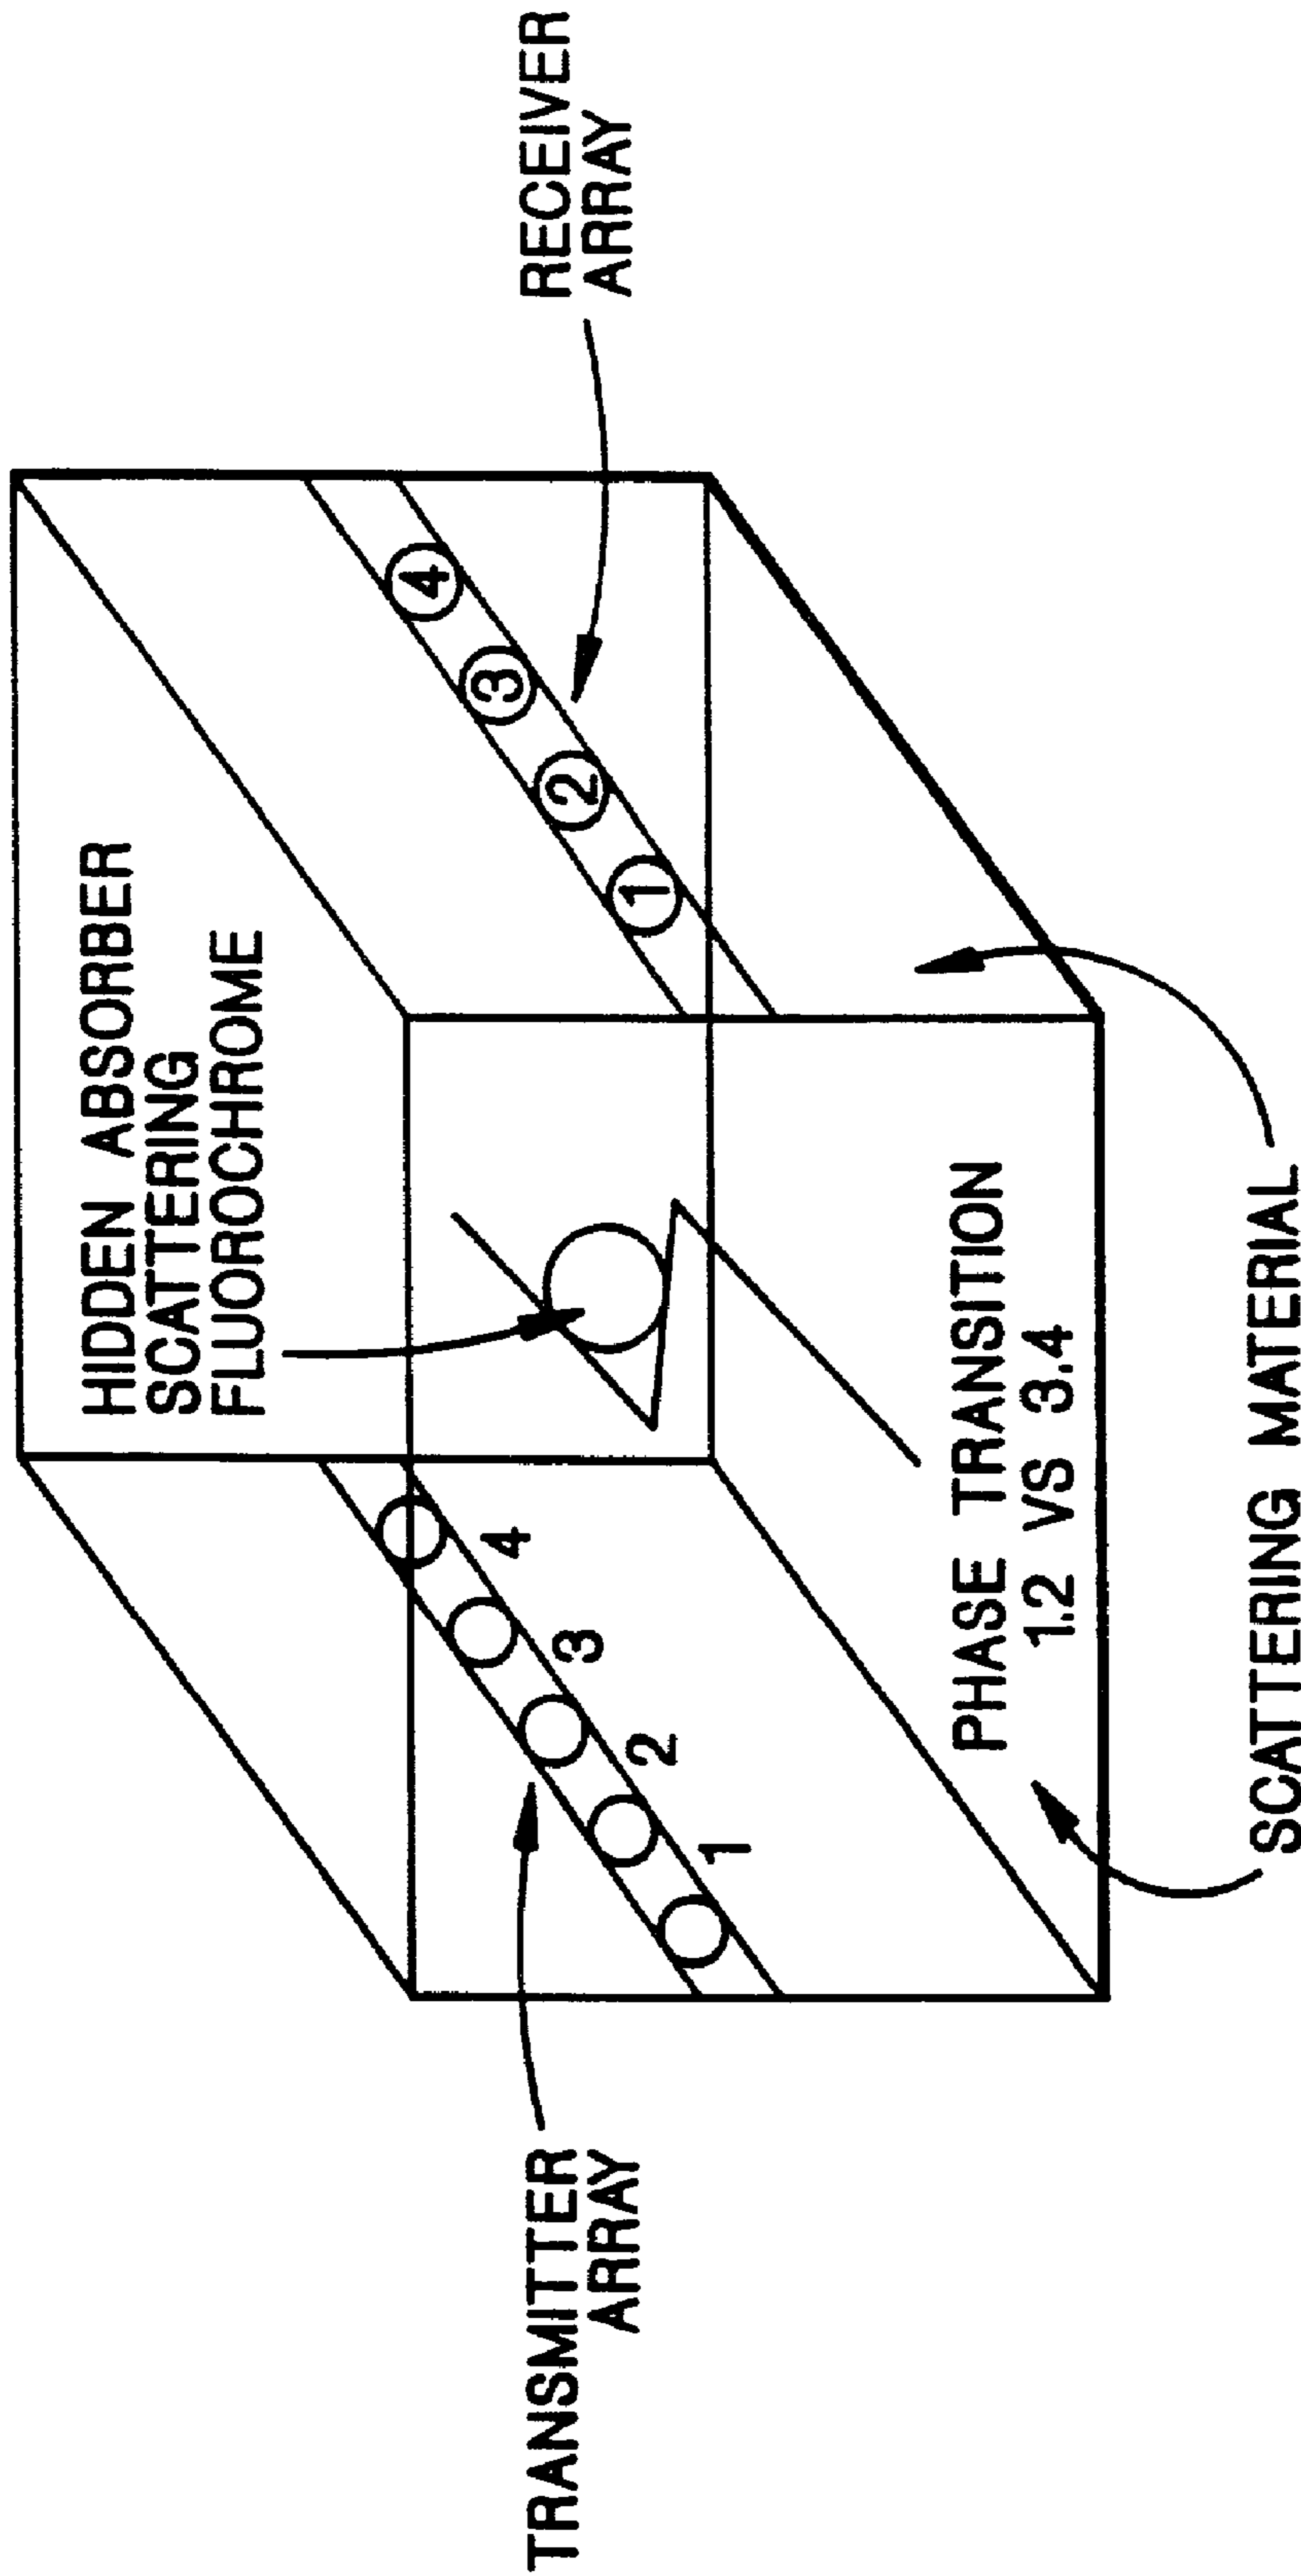 HIDDEN ABSORBER
SCATTERING
FLUOROCHROME
TRANSMITTER
ARRAY
1
2
3
4
1
2
3
4
RECEIVER
ARRAY
PHASE TRANSITION
1.2 VS 3.4
SCATTERING MATERIAL